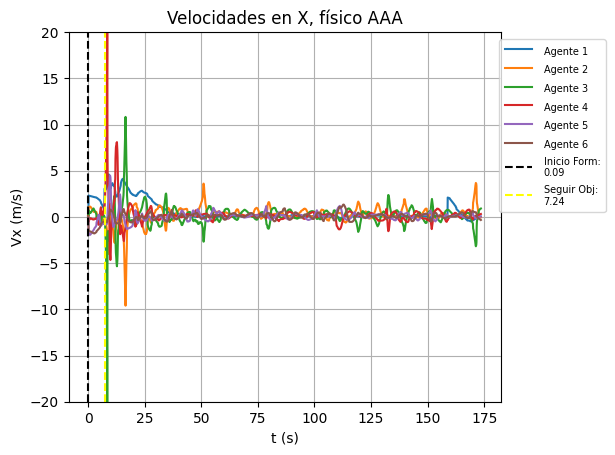 Velocidades en X, físico AAA
20
15
10
5
0
−5
−10
−15
−20
Vx (m/s)
0
25
50
75
100
125
150
175
t (s)
Agente 1
Agente 2
Agente 3
Agente 4
Agente 5
Agente 6
Inicio Form:
0.09
Seguir Obj:
7.24